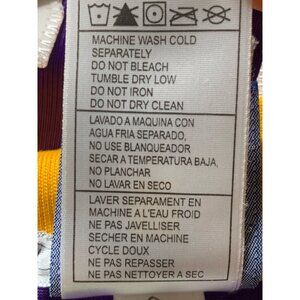 MACHINE WASH COLD
SEPARATELY
DO NOT BLEACH
TUMBLE DRY LOW
DO NOT IRON
DO NOT DRY CLEAN
LAVADO A MAQUINA CON
AGUA FRIA SEPARADO,
NO USE BLANQUEADOR
SECAR A TEMPERATURA BAJA,
NO PLANCHAR
NO LAVAR EN SECO
LAVER SEPARAMENT EN
MACHINE A L'EAU FROID
NE PAS JAVELLISER
SECHER EN MACHINE
CYCLE DOUX
NE PAS REPASSER
NE PAS NETTOYER A SEC